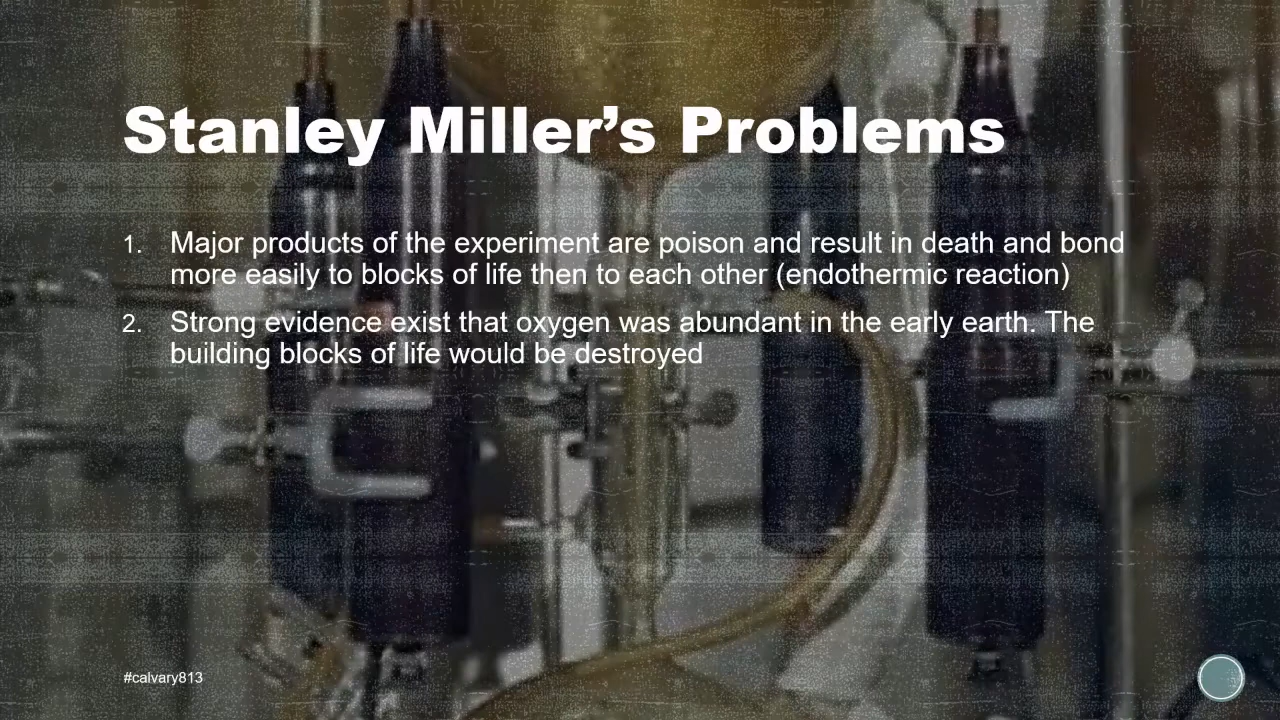 Stanley Miller’s Problems
1. Major products of the experiment are poison and result in death and bond
more easily to blocks of life then to each other (endothermic reaction)
2. Strong evidence exist that oxygen was abundant in the early earth. The
building blocks of life would be destroyed
#calvary813